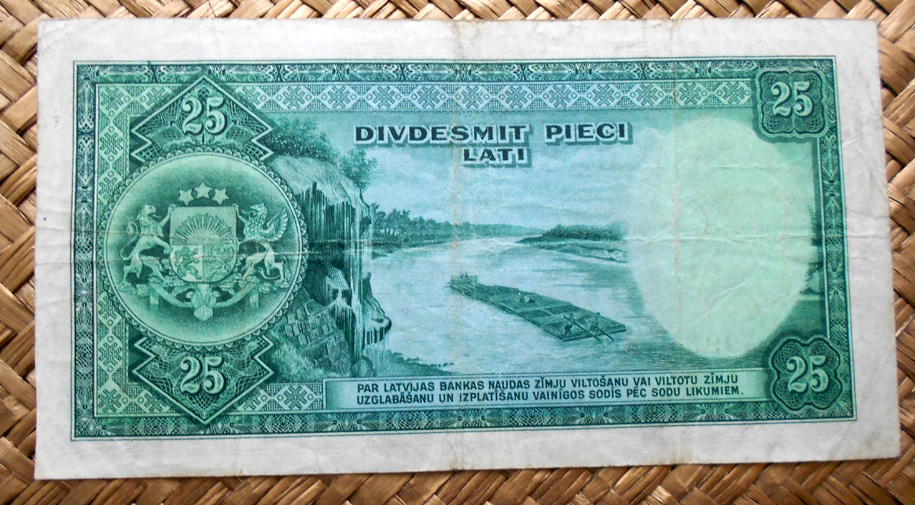 25
25
DIVDESMIT PIECI
LATI
25
25
PAR LATVIJAS BANKAS NAUDAS ZĪMJU VILTOŠANU VAI VILTOTU ZĪMJU
UZGLABĀŠANU UN IZPLATĪŠANU VAINĪGOS SODĪS PĒC SODU LIKUMIEM.